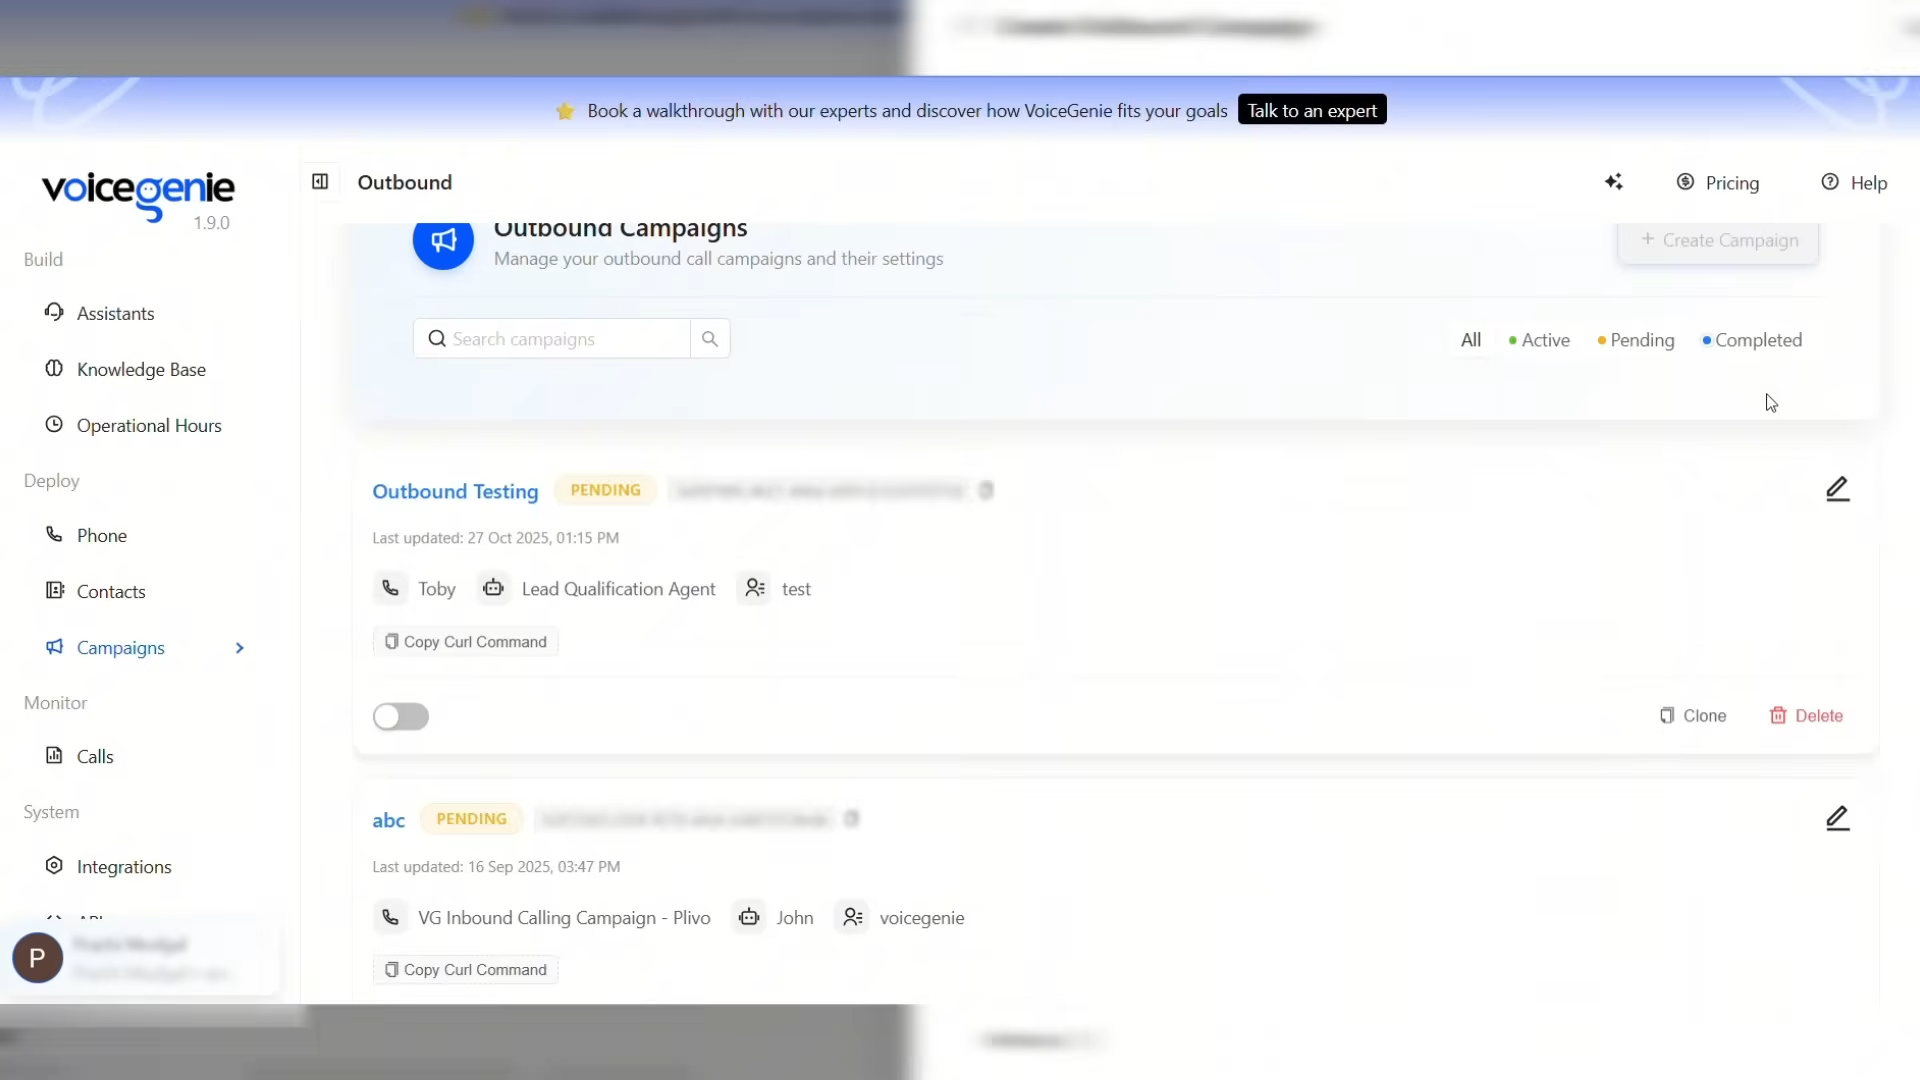 Book a walkthrough with our experts and discover how VoiceGenie fits your goals Talk to an expert
voicegenie
1.9.0
Outbound
Pricing
Help
Build
Assistants
Knowledge Base
Operational Hours
Deploy
Phone
Contacts
Campaigns
Monitor
Calls
System
Integrations
P
Outbound Campaigns
Manage your outbound call campaigns and their settings
+ Create Campaign
Search campaigns
All Active Pending Completed
Outbound Testing PENDING
Last updated: 27 Oct 2025, 01:15 PM
Toby Lead Qualification Agent test
Copy Curl Command
Clone Delete
abc PENDING
Last updated: 16 Sep 2025, 03:47 PM
VG Inbound Calling Campaign - Plivo John voicegenie
Copy Curl Command